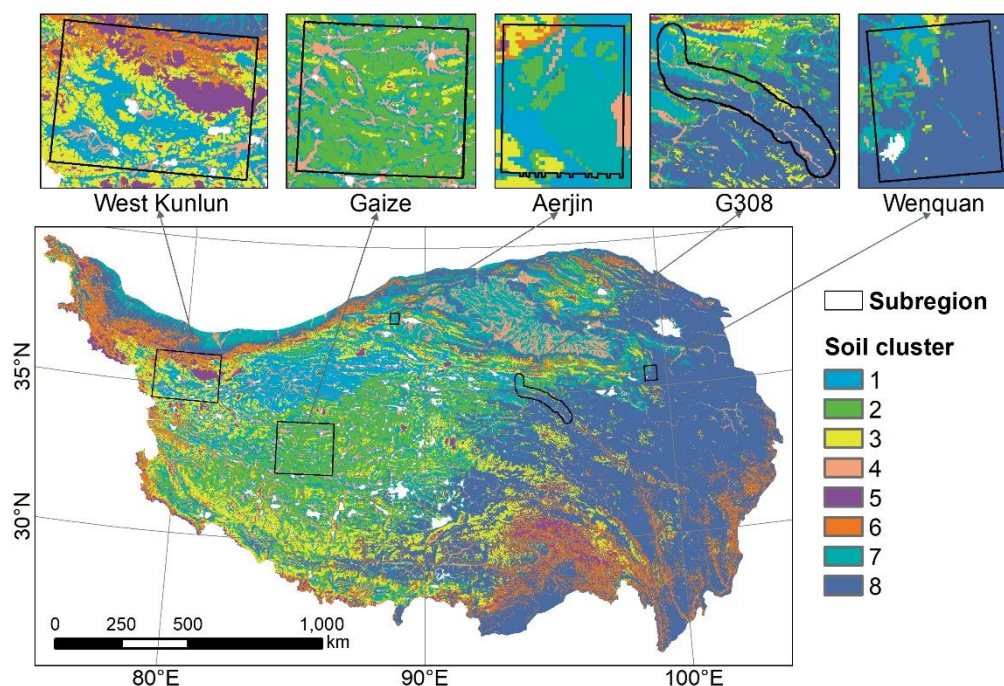 West Kunlun
Gaize
Aerjin
G308
Wenquan
35°N
30°N
Subregion
Soil cluster
1
2
3
4
5
6
7
8
0 250 500 1,000
km
80°E 90°E 100°E